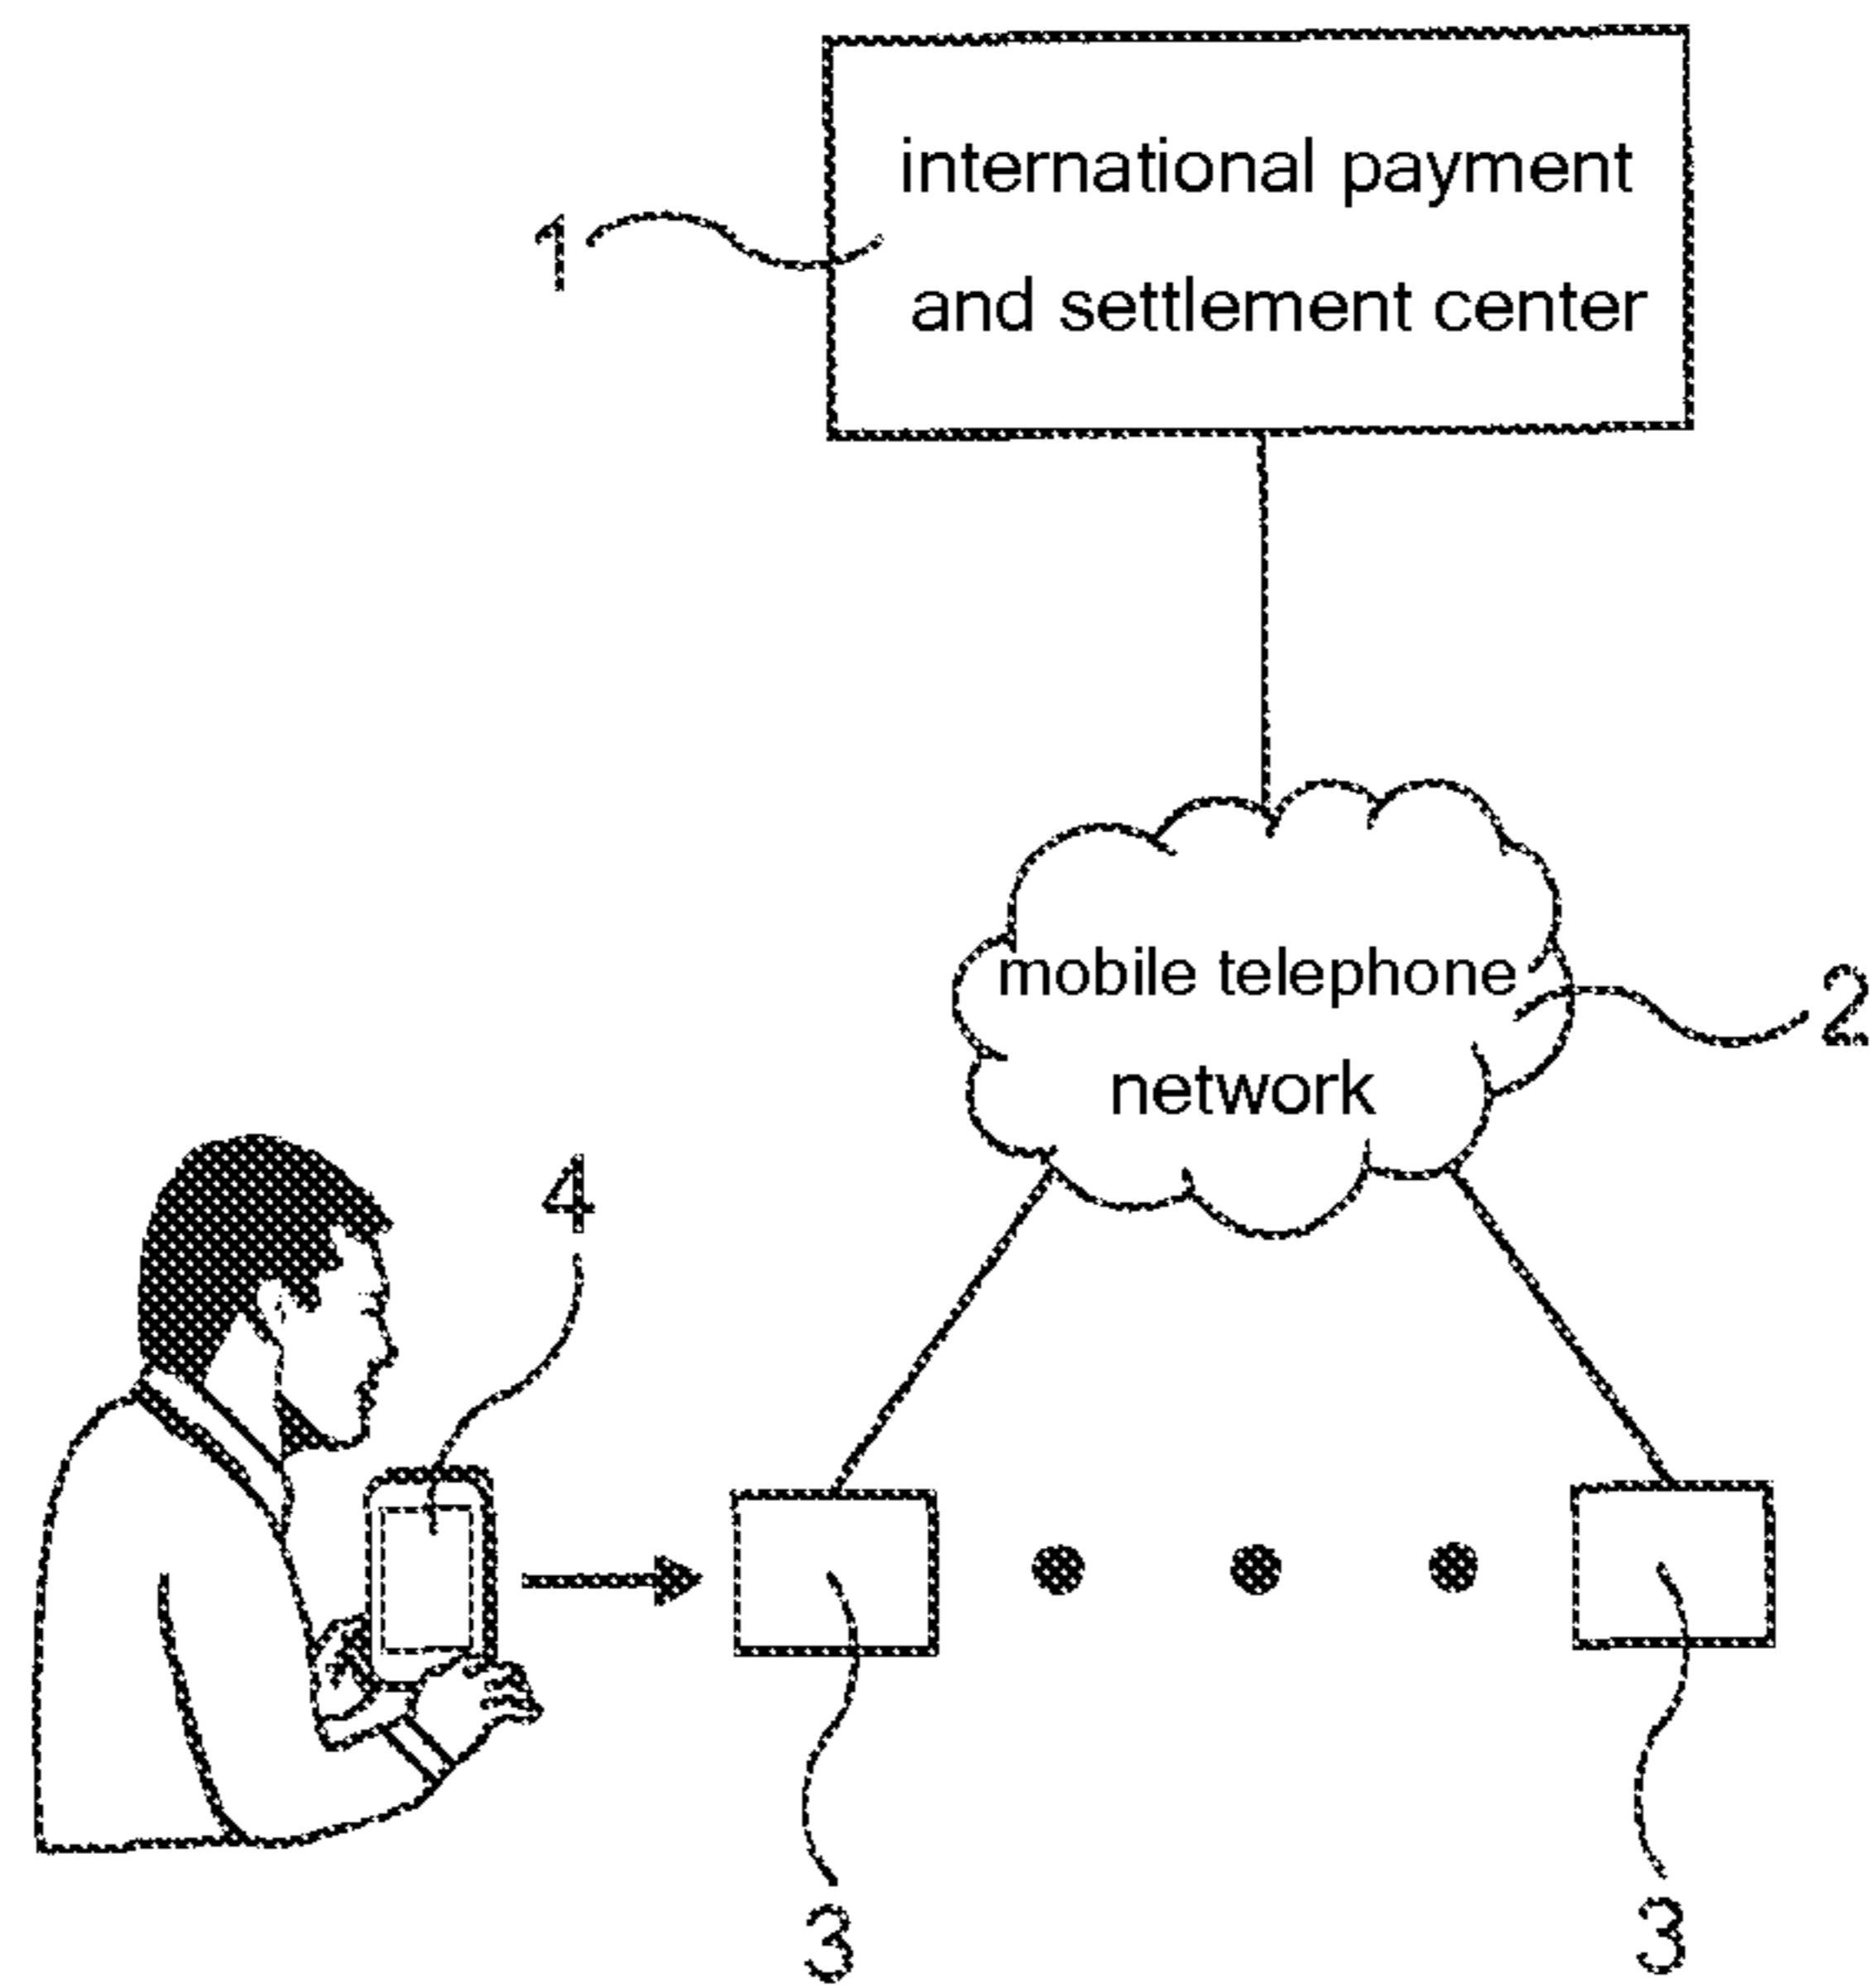 international payment
1
and settlement center
mobile telephone
2
network
4
3
3